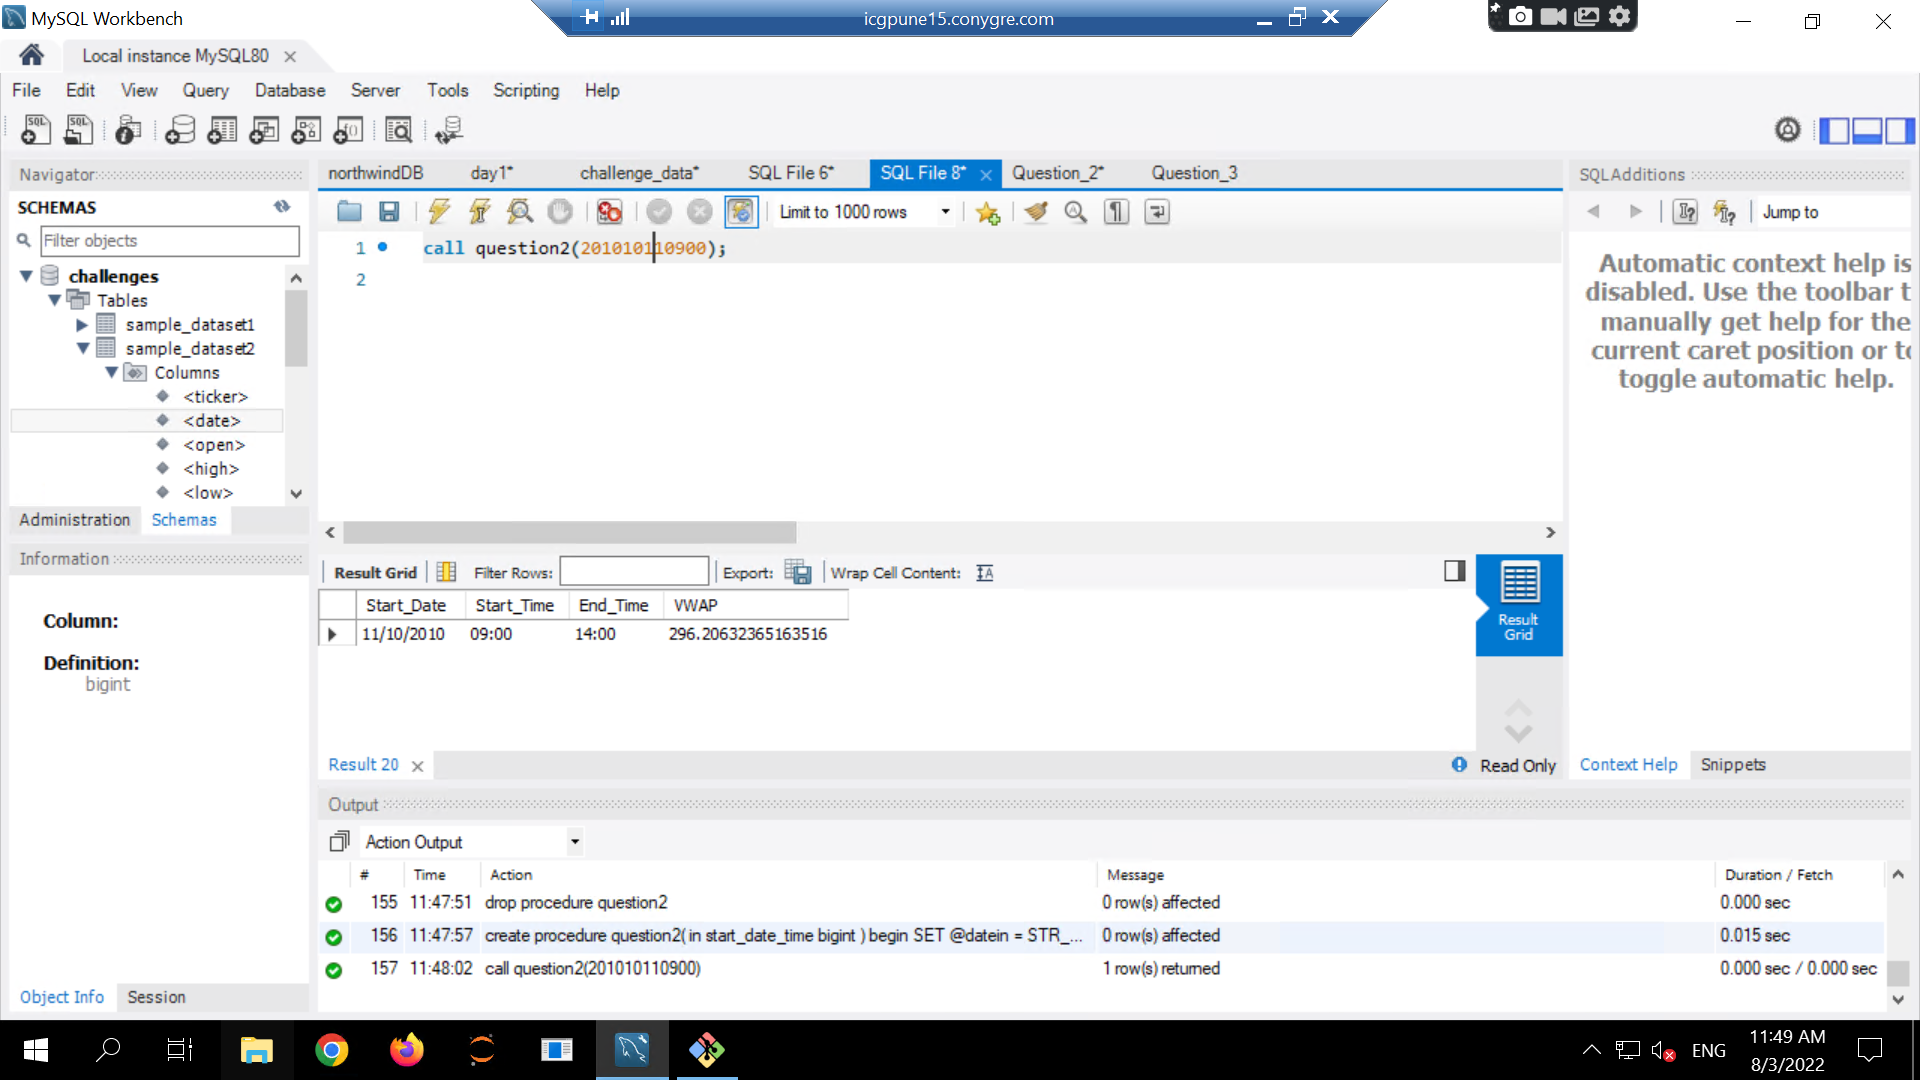 MySQL Workbench
icgpune15.conygre.com
Local instance MySQL80
File Edit View Query Database Server Tools Scripting Help
Navigator
SCHEMAS
Filter objects
challenges
Tables
sample_dataset1
sample_dataset2
Columns
<ticker>
<date>
<open>
<high>
<low>
Administration Schemas
Information
Column:
Definition:
bigint
Object Info Session
northwindDB day1* challenge_data* SQL File 6* SQL File 8* Question_2* Question_3
Limit to 1000 rows
1 call question2(201010110900);
2
Result Grid Filter Rows: Export: Wrap Cell Content:
Start_Date Start_Time End_Time VWAP
11/10/2010 09:00 14:00 296.20632365163516
Result Grid
Result 20
Read Only
SQLAdditions
Jump to
Automatic context help is
disabled. Use the toolbar t
manually get help for the
current caret position or to
toggle automatic help.
Context Help Snippets
Output
Action Output
# Time Action Message Duration / Fetch
155 11:47:51 drop procedure question2 0 row(s) affected 0.000 sec
156 11:47:57 create procedure question2( in start_date_time bigint ) begin SET @datein = STR_... 0 row(s) affected 0.015 sec
157 11:48:02 call question2(201010110900) 1 row(s) returned 0.000 sec / 0.000 sec
ENG
11:49 AM
8/3/2022